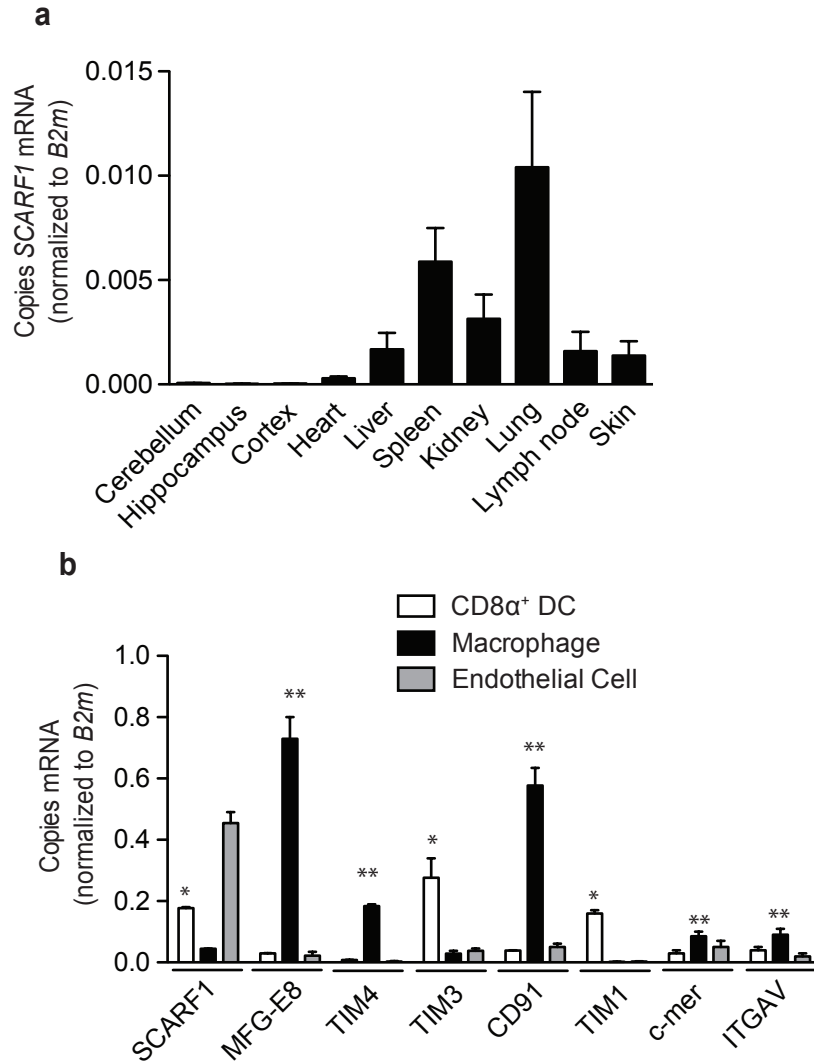 a
Copies SCARF1 mRNA
(normalized to B2m)
0.015
0.010
0.005
0.000
Cerebellum
Hippocampus
Cortex
Heart
Liver
Spleen
Kidney
Lung
Lymph node
Skin
b
CD8α⁺ DC
Macrophage
Endothelial Cell
Copies mRNA
(normalized to B2m)
1.0
0.8
0.6
0.4
0.2
0.0
*
**
**
*
**
*
**
**
SCARF1
MFG-E8
TIM4
TIM3
CD91
TIM1
c-mer
ITGAV